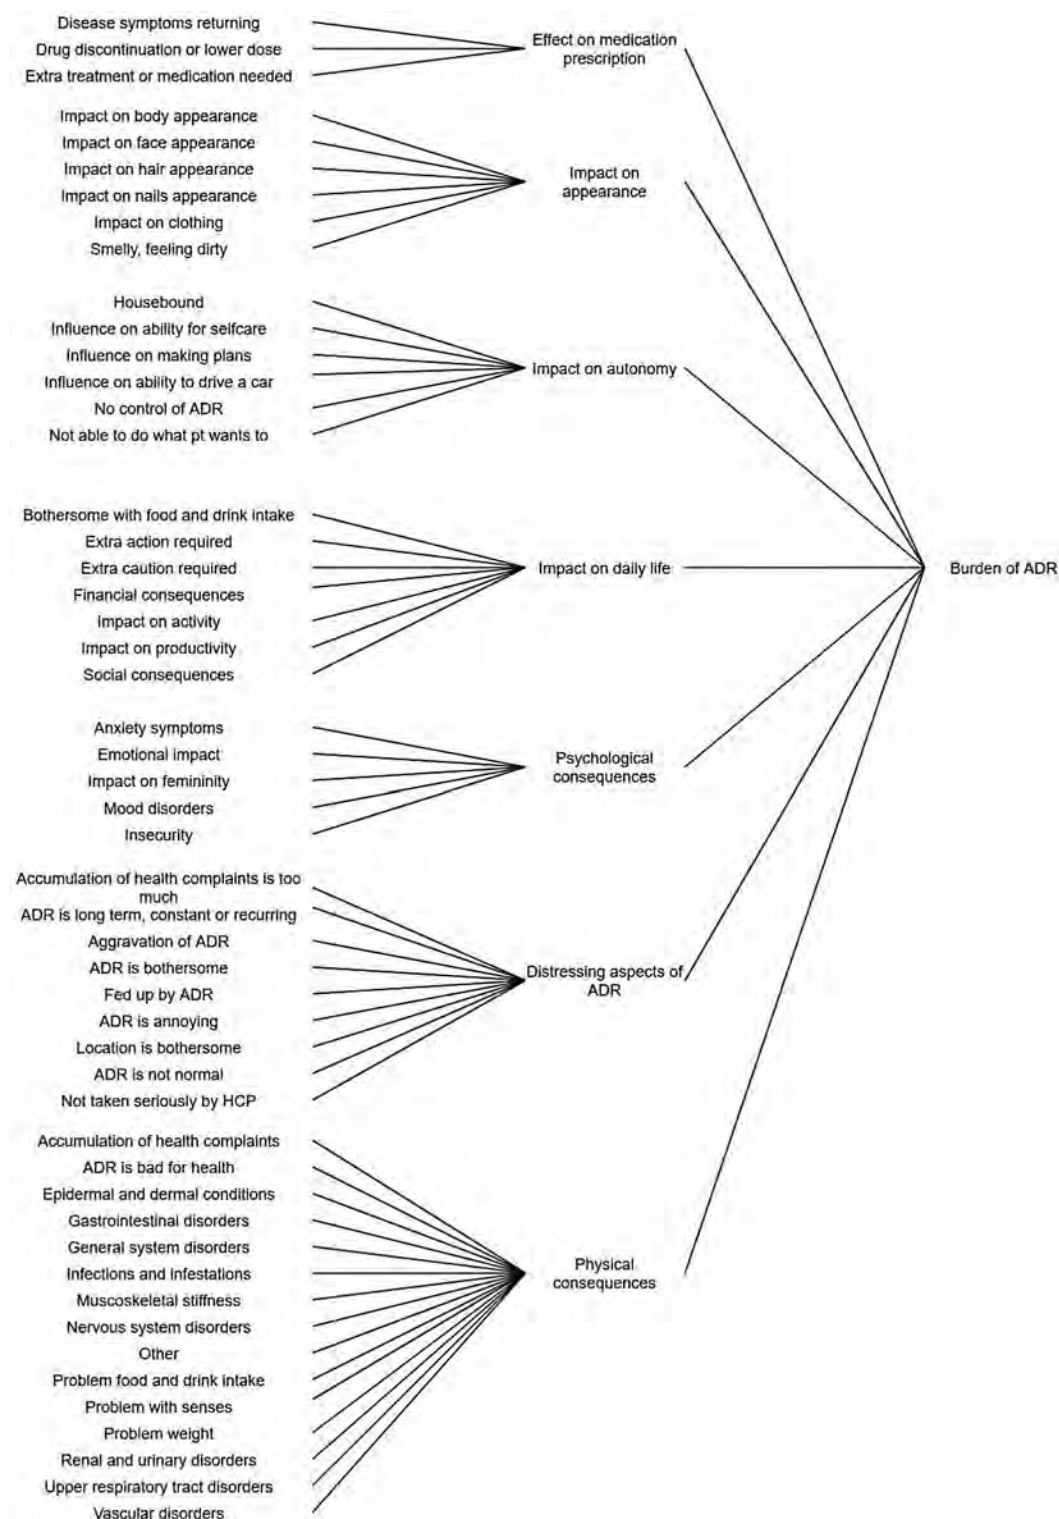 Disease symptoms returning
Drug discontinuation or lower dose
Extra treatment or medication needed
Effect on medication
prescription
Impact on body appearance
Impact on face appearance
Impact on hair appearance
Impact on nails appearance
Impact on clothing
Smelly, feeling dirty
Impact on
appearance
Housebound
Influence on ability for selfcare
Influence on making plans
Influence on ability to drive a car
No control of ADR
Not able to do what pt wants to
Impact on autonomy
Bothersome with food and drink intake
Extra action required
Extra caution required
Financial consequences
Impact on activity
Impact on productivity
Social consequences
Impact on daily life
Burden of ADR
Anxiety symptoms
Emotional impact
Impact on femininity
Mood disorders
Insecurity
Psychological
consequences
Accumulation of health complaints is too
much
ADR is long term, constant or recurring
Aggravation of ADR
ADR is bothersome
Fed up by ADR
ADR is annoying
Location is bothersome
ADR is not normal
Not taken seriously by HCP
Distressing aspects of
ADR
Accumulation of health complaints
ADR is bad for health
Epidermal and dermal conditions
Gastrointestinal disorders
General system disorders
Infections and infestations
Muscoskeletal stiffness
Nervous system disorders
Other
Problem food and drink intake
Problem with senses
Problem weight
Renal and urinary disorders
Upper respiratory tract disorders
Vascular disorders
Physical
consequences